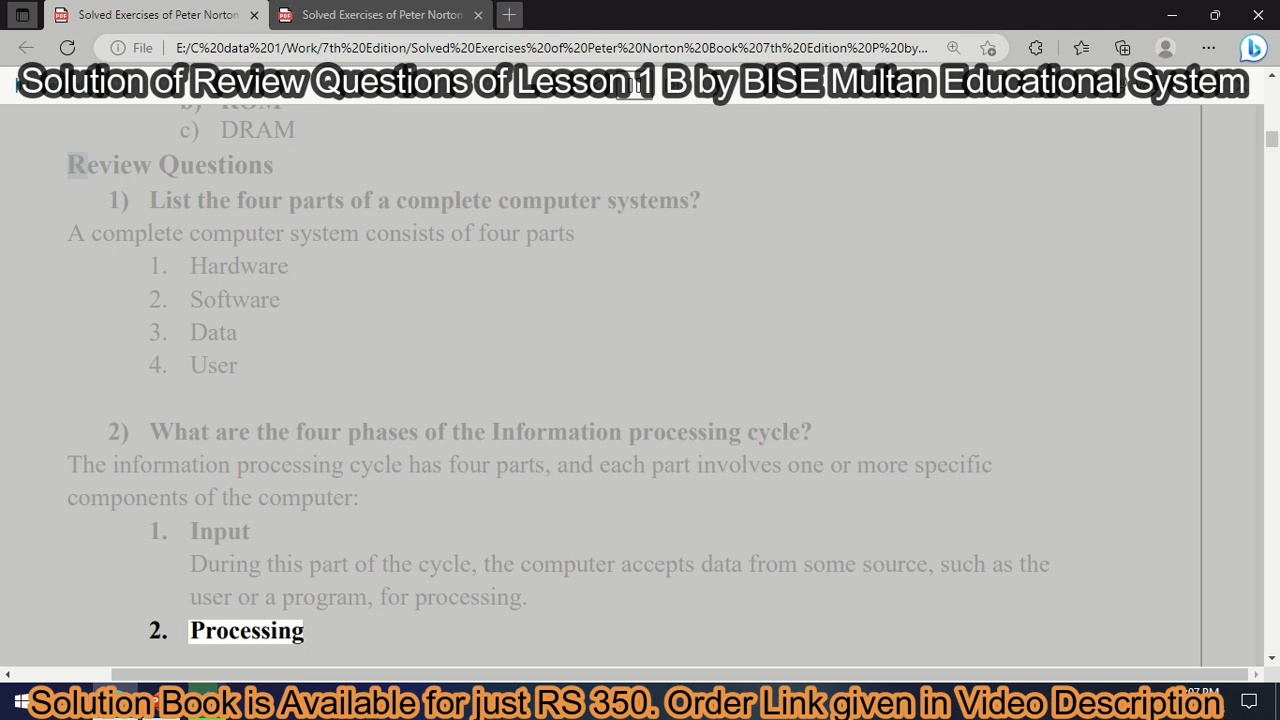 Solved Exercises of Peter Norton
Solved Exercises of Peter Norton
File
E:/C%20data%201/Work/7th%20Edition/Solved%20Exercises%20of%20Peter%20Norton%20Book%207th%20Edition%20P%20by...
Solution of Review Questions of Lesson 1 B by BISE Multan Educational System
c) DRAM
Review Questions
1) List the four parts of a complete computer systems?
A complete computer system consists of four parts
1. Hardware
2. Software
3. Data
4. User
2) What are the four phases of the Information processing cycle?
The information processing cycle has four parts, and each part involves one or more specific
components of the computer:
1. Input
During this part of the cycle, the computer accepts data from some source, such as the
user or a program, for processing.
2. Processing
Solution Book is Available for just RS 350. Order Link given in Video Description